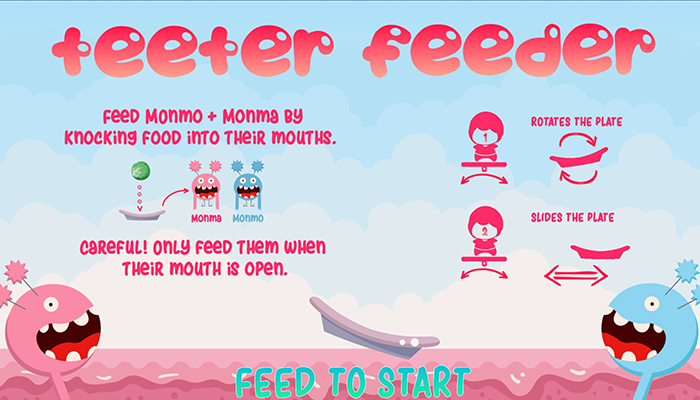 teeter feeder
Feed Monmo + Monma by
knocking food into their mouths.
Monma Monmo
Careful! Only feed them when
their mouth is open.
1
ROTATES THE PLATE
2
SLIDES THE PLATE
FEED TO START